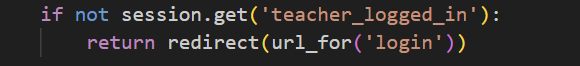 if not session.get('teacher_logged_in'):
    return redirect(url_for('login'))